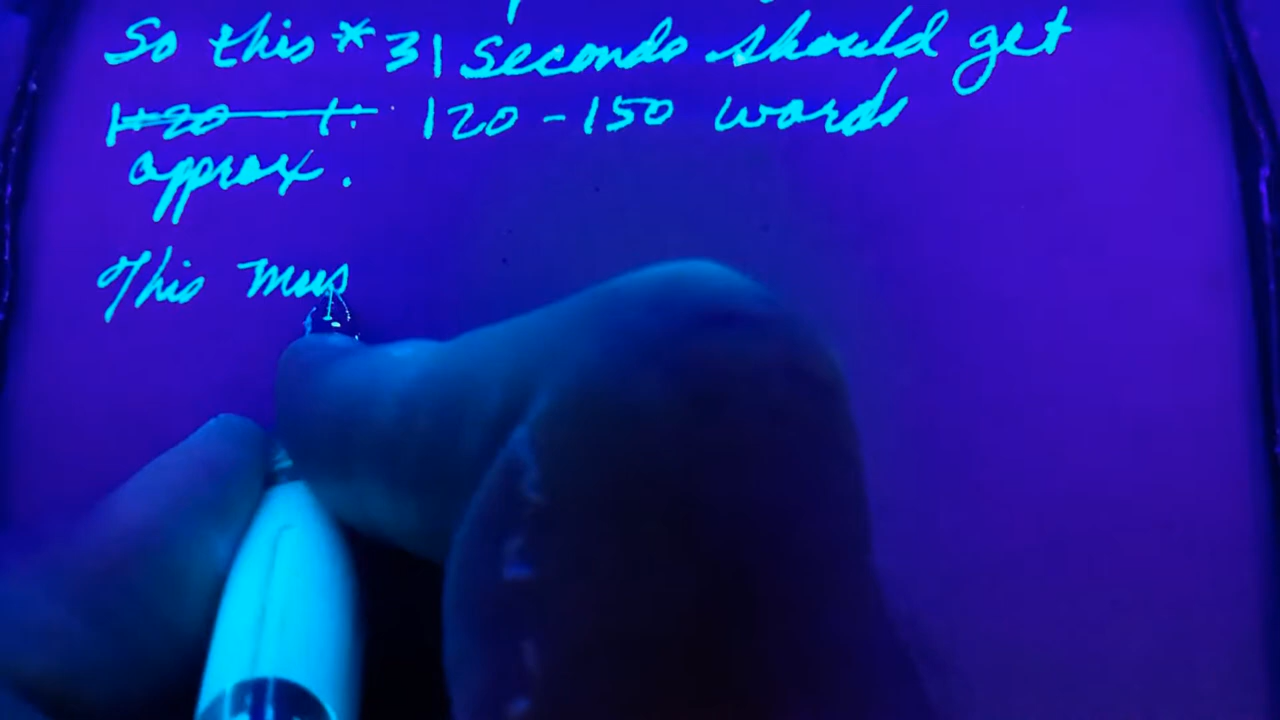 So this * 31 seconds should get
120 - 150 words
approx.
This mus